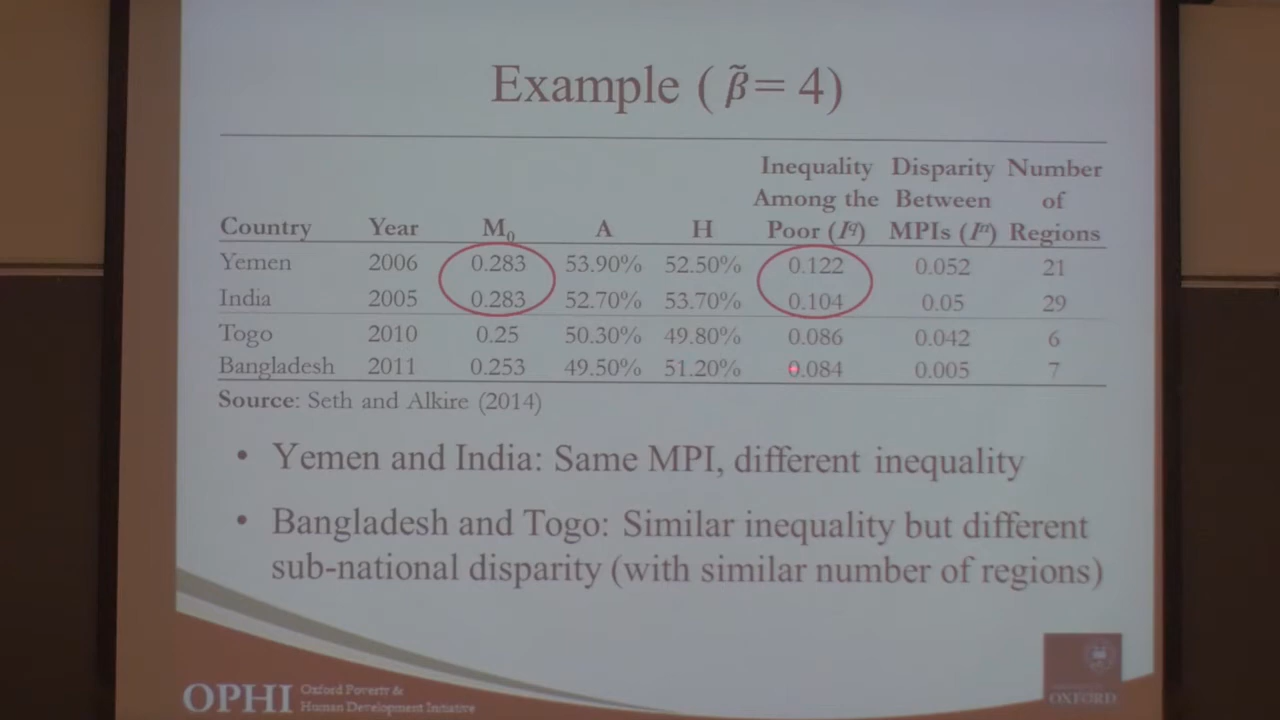 Example ( β̃= 4)
Inequality Disparity Number
Among the Between of
Country Year M₀ A H Poor (I^q) MPIs (I^n) Regions
Yemen 2006 0.283 53.90% 52.50% 0.122 0.052 21
India 2005 0.283 52.70% 53.70% 0.104 0.05 29
Togo 2010 0.25 50.30% 49.80% 0.086 0.042 6
Bangladesh 2011 0.253 49.50% 51.20% 0.084 0.005 7
Source: Seth and Alkire (2014)
• Yemen and India: Same MPI, different inequality
• Bangladesh and Togo: Similar inequality but different
sub-national disparity (with similar number of regions)
OPHI
Oxford Poverty &
Human Development Initiative
OXFORD